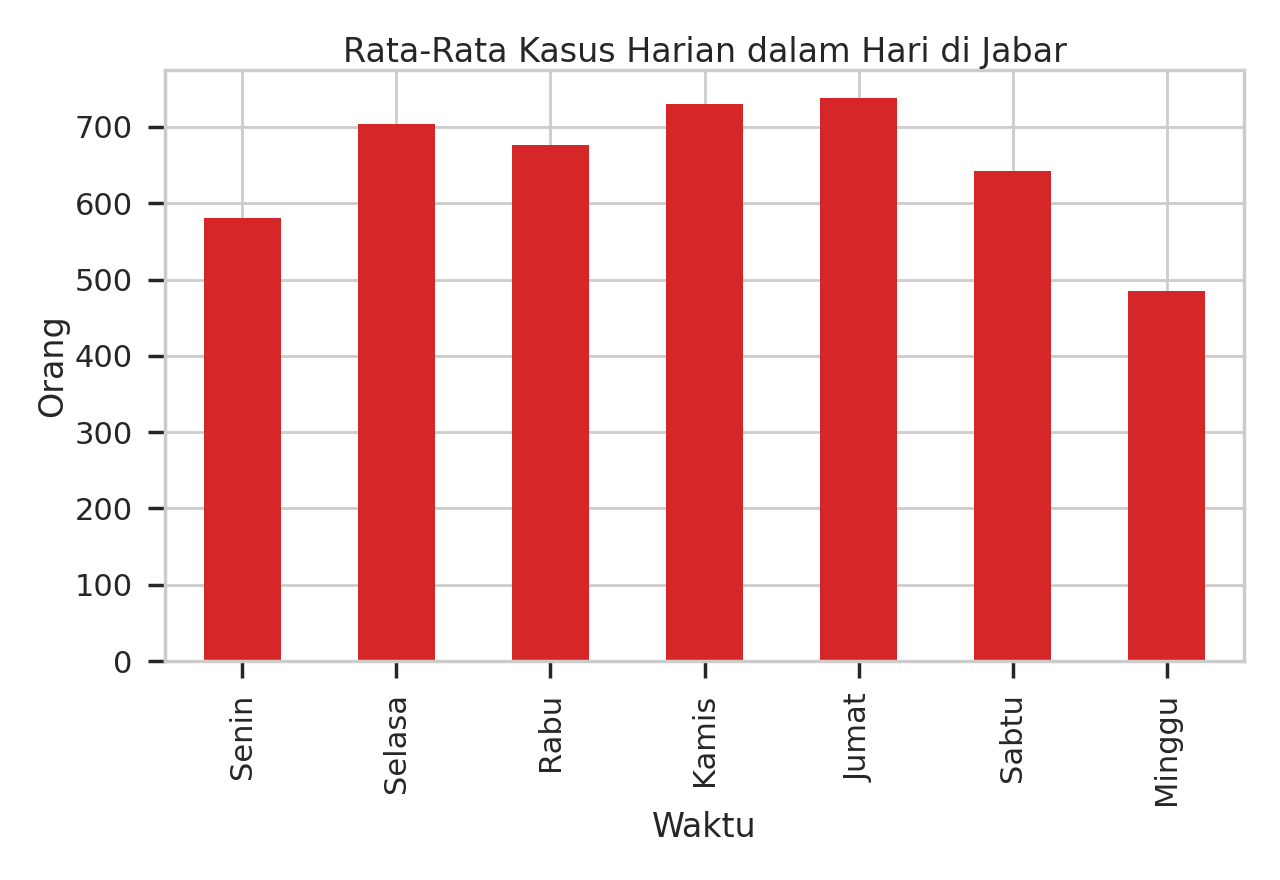 Rata-Rata Kasus Harian dalam Hari di Jabar
Orang
700
600
500
400
300
200
100
0
Senin
Selasa
Rabu
Kamis
Jumat
Sabtu
Minggu
Waktu